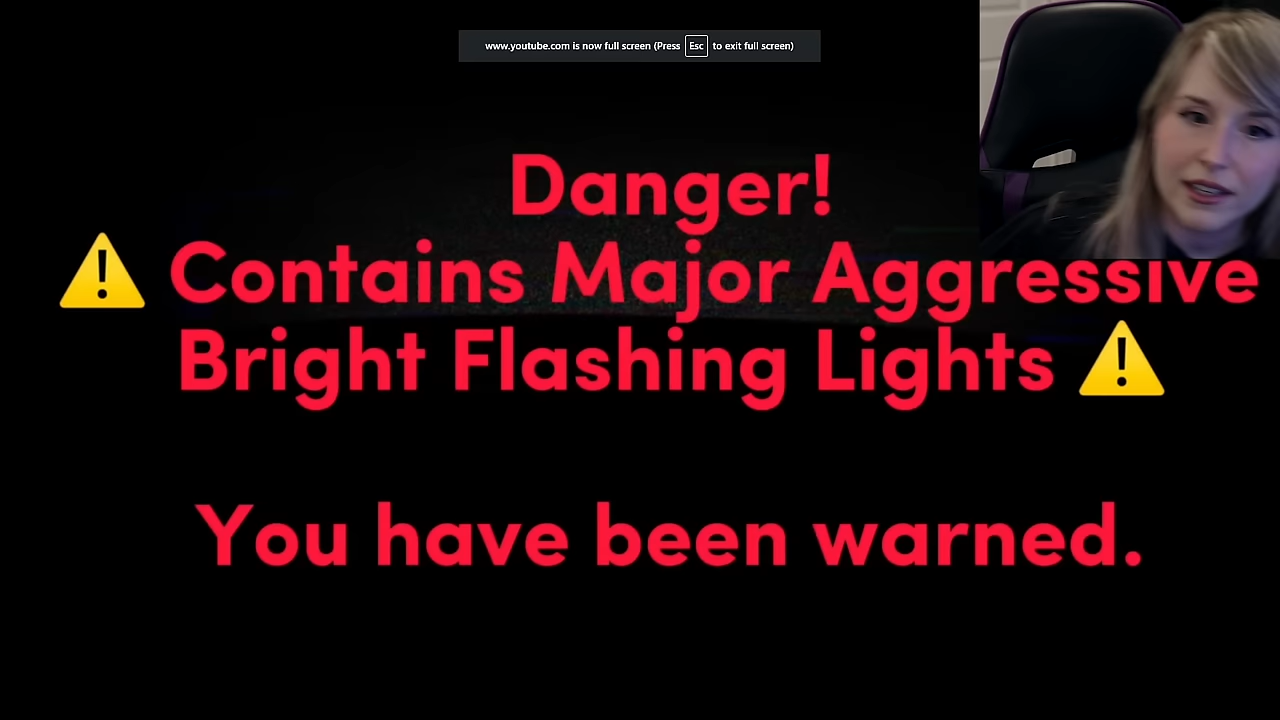 www.youtube.com is now full screen (Press Esc to exit full screen)
Danger!
⚠️ Contains Major Aggressive
Bright Flashing Lights ⚠️
You have been warned.